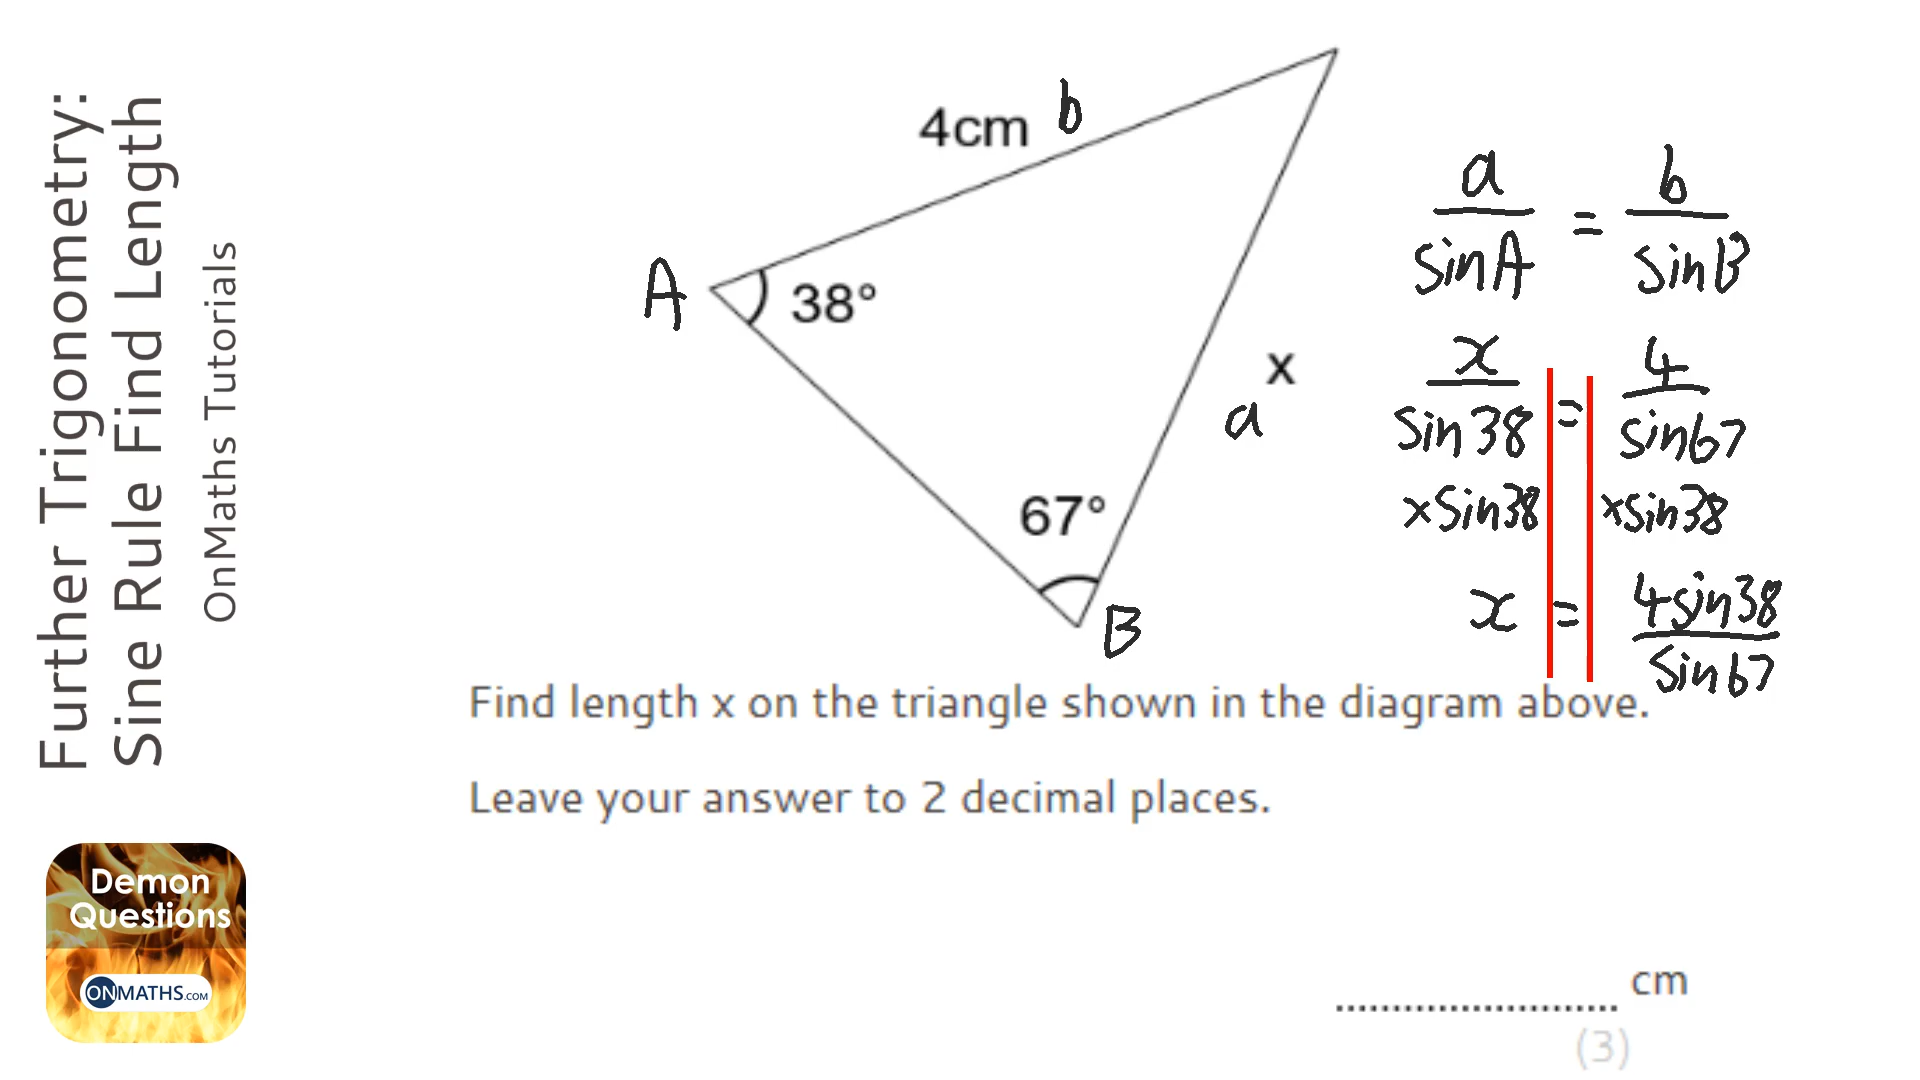 Further Trigonometry:
Sine Rule Find Length
OnMaths Tutorials
4cm b
A 38°
x
a
67°
B
a / sinA = b / sinB
x / sin38 = 4 / sin67
×sin38 ×sin38
x = 4sin38 / sin67
Find length x on the triangle shown in the diagram above.
Leave your answer to 2 decimal places.
cm
(3)
Demon
Questions
ONMATHS.COM